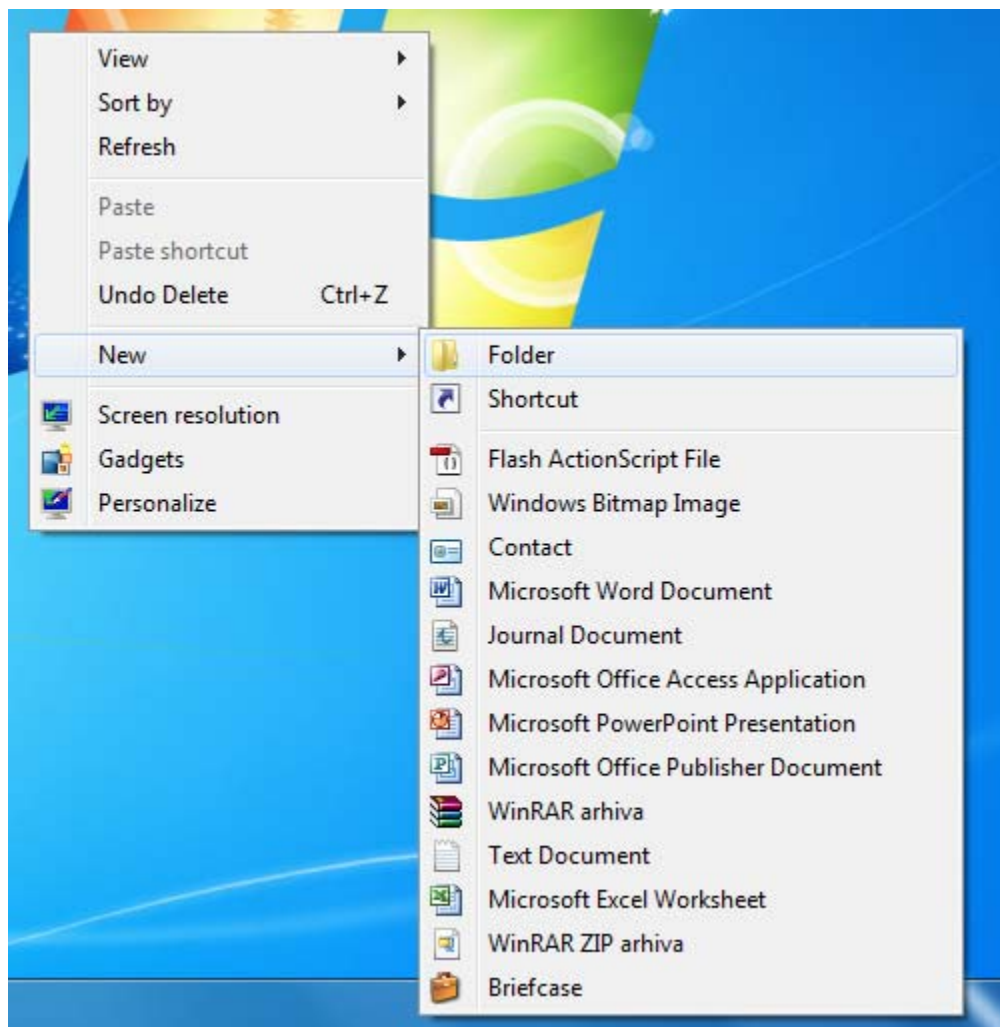 View
Sort by
Refresh
Paste
Paste shortcut
Undo Delete Ctrl+Z
New
Screen resolution
Gadgets
Personalize
Folder
Shortcut
Flash ActionScript File
Windows Bitmap Image
Contact
Microsoft Word Document
Journal Document
Microsoft Office Access Application
Microsoft PowerPoint Presentation
Microsoft Office Publisher Document
WinRAR arhiva
Text Document
Microsoft Excel Worksheet
WinRAR ZIP arhiva
Briefcase